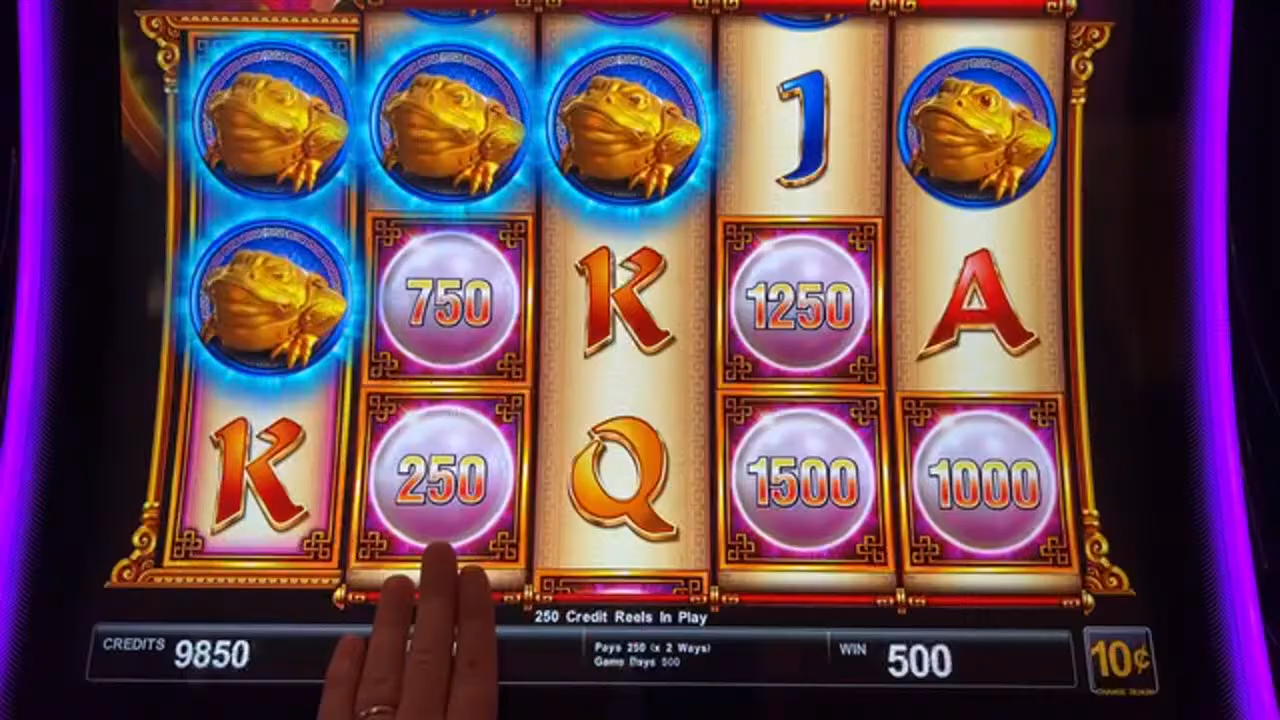 J
750
K
1250
A
K
250
Q
1500
1000
250 Credit Reels In Play
CREDITS 9850
Pays 250 (x 2 Ways)
Game Pays 500
WIN 500
10¢